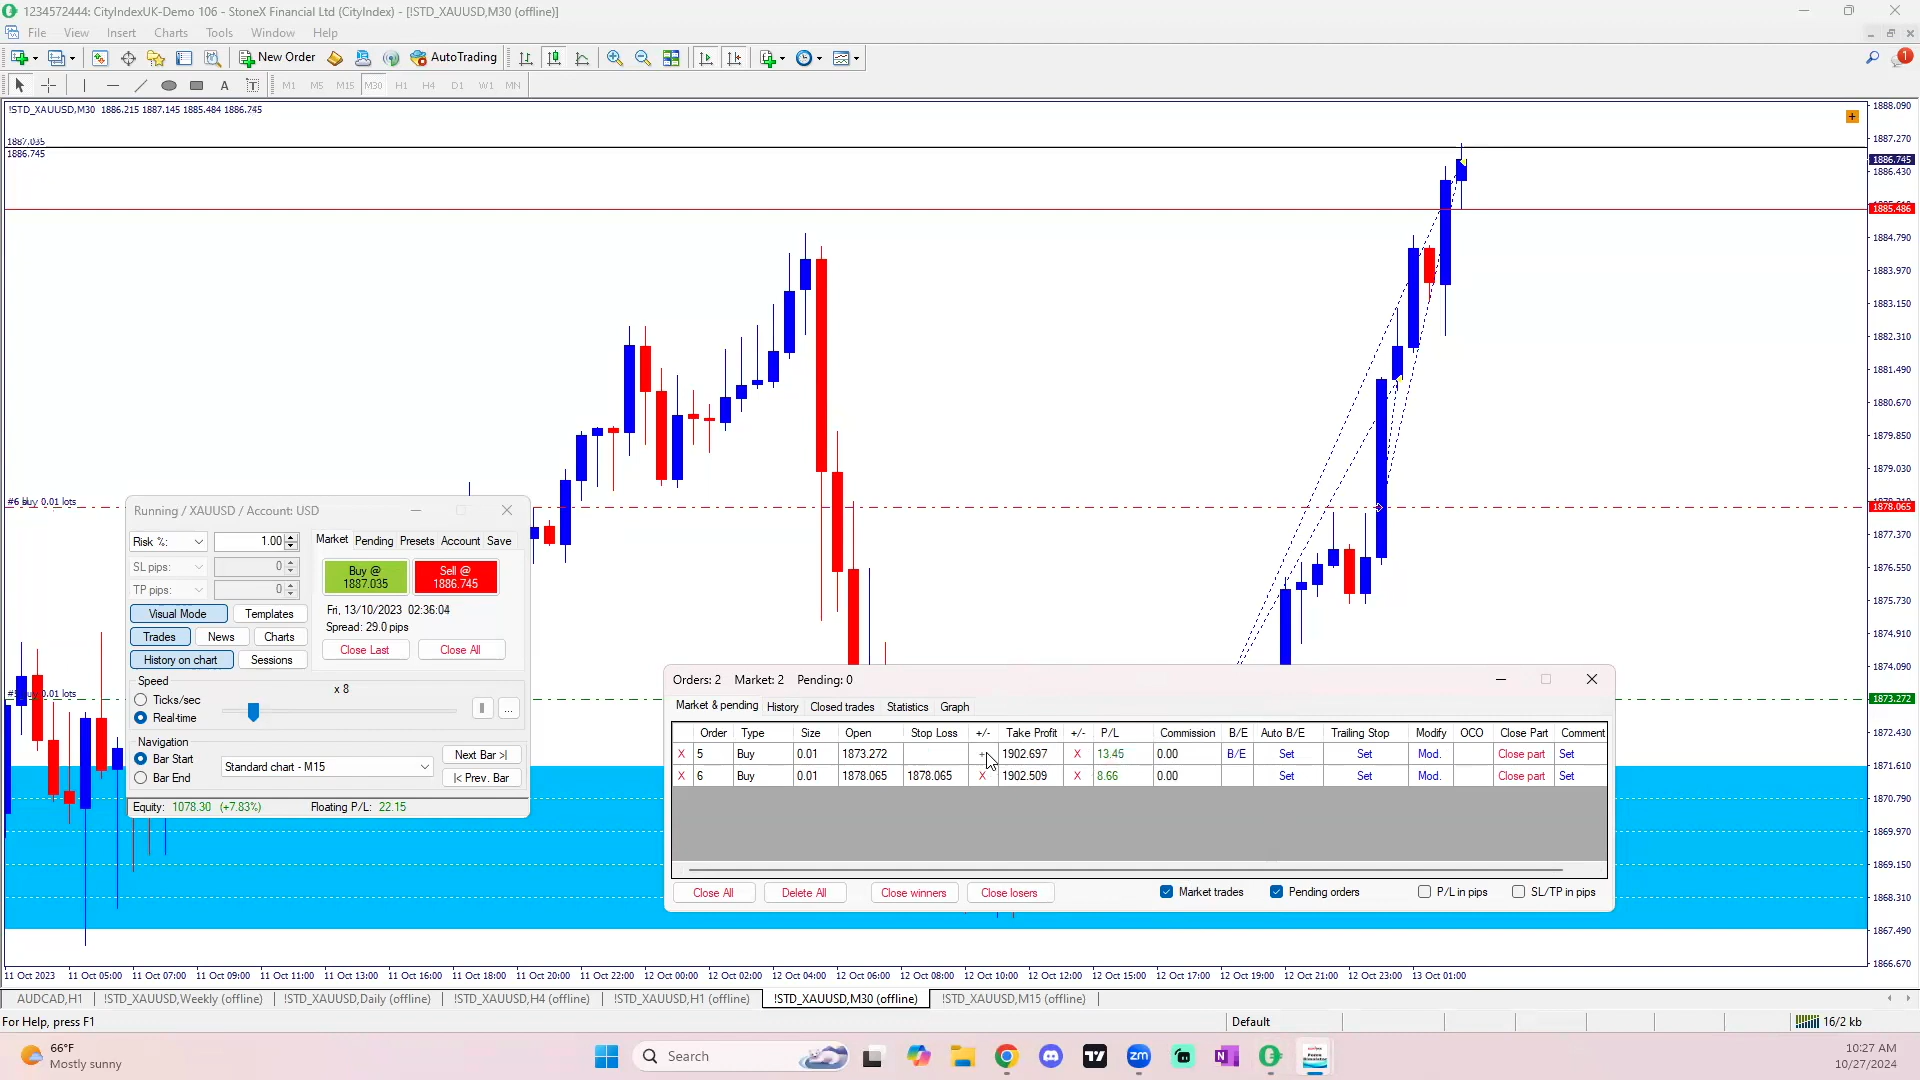 1234572444: CityIndexUK-Demo 106 - StoneX Financial Ltd (CityIndex) - [!STD_XAUUSD,M30 (offline)]
File View Insert Charts Tools Window Help
New Order AutoTrading
1
A T M1 M5 M15 M30 H1 H4 D1 W1 MN
!STD_XAUUSD,M30 1886.215 1887.145 1885.484 1886.745
1887.035
1886.745
#6 buy 0.01 lots
#5 buy 0.01 lots
1888.090
1887.270
1886.745
1886.430
1885.486
1884.790
1883.970
1883.150
1882.310
1881.490
1880.670
1879.850
1879.030
1878.065
1877.370
1876.550
1875.730
1874.910
1874.090
1873.272
1872.430
1871.610
1870.790
1869.970
1869.150
1868.310
1867.490
1866.670
Running / XAUUSD / Account: USD
Risk %: 1.00
SL pips: 0
TP pips: 0
Visual Mode Templates
Trades News Charts
History on chart Sessions
Market Pending Presets Account Save
Buy @
1887.035
Sell @
1886.745
Fri, 13/10/2023 02:36:04
Spread: 29.0 pips
Close Last Close All
Speed
x 8
Ticks/sec
Real-time
...
Navigation
Bar Start
Bar End
Standard chart - M15
Next Bar >|
|< Prev. Bar
Equity: 1078.30 (+7.83%) Floating P/L: 22.15
Orders: 2 Market: 2 Pending: 0
Market & pending History Closed trades Statistics Graph
Order Type Size Open Stop Loss +/- Take Profit +/- P/L Commission B/E Auto B/E Trailing Stop Modify OCO Close Part Comment
X 5 Buy 0.01 1873.272 + 1902.697 X 13.45 0.00 B/E Set Set Mod. Close part Set
X 6 Buy 0.01 1878.065 1878.065 X 1902.509 X 8.66 0.00 Set Set Mod. Close part Set
Close All Delete All Close winners Close losers Market trades Pending orders P/L in pips SL/TP in pips
11 Oct 2023 11 Oct 05:00 11 Oct 07:00 11 Oct 09:00 11 Oct 11:00 11 Oct 13:00 11 Oct 14:00 11 Oct 16:00 11 Oct 18:00 11 Oct 20:00 11 Oct 22:00 12 Oct 00:00 12 Oct 02:00 12 Oct 04:00 12 Oct 06:00 12 Oct 08:00 12 Oct 10:00 12 Oct 12:00 12 Oct 15:00 12 Oct 17:00 12 Oct 19:00 12 Oct 21:00 12 Oct 23:00 13 Oct 01:00
AUDCAD,H1 !STD_XAUUSD,Weekly (offline) !STD_XAUUSD,Daily (offline) !STD_XAUUSD,H4 (offline) !STD_XAUUSD,H1 (offline) !STD_XAUUSD,M30 (offline) !STD_XAUUSD,M15 (offline)
For Help, press F1 Default 16/2 kb
66°F
Mostly sunny
Search
zm
10:27 AM
10/27/2024